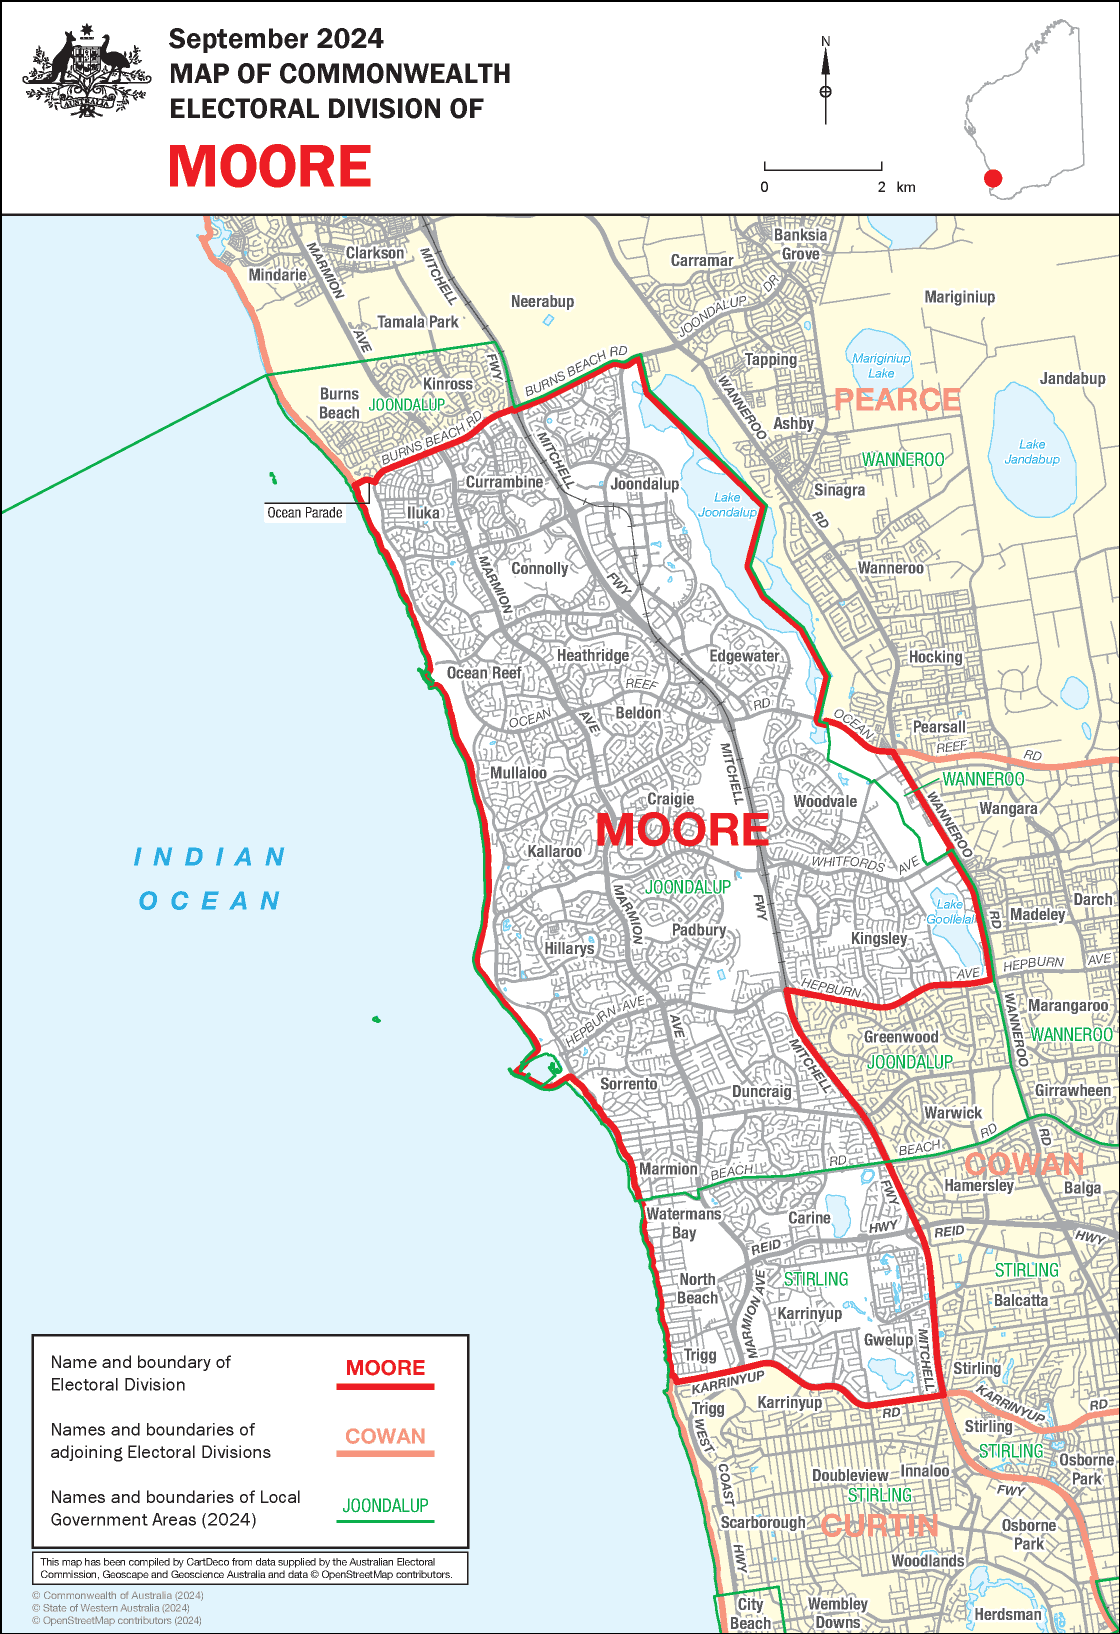 September 2024
MAP OF COMMONWEALTH
ELECTORAL DIVISION OF
MOORE
AUSTRALIA
N
0 2 km
Banksia
Grove
Carramar
Clarkson
Mindarie
MARMION
AVE
MITCHELL
FWY
Neerabup
Tamala Park
JOONDALUP DR
Mariginiup
Mariginiup
Lake
Tapping
Jandabup
PEARCE
BURNS BEACH RD
Kinross
Burns
Beach
JOONDALUP
BURNS BEACH RD
WANNEROO
RD
Ashby
WANNEROO
Lake
Jandabup
MITCHELL
FWY
Currambine
Joondalup
Lake
Joondalup
Sinagra
Ocean Parade
Iluka
Connolly
MARMION
AVE
Wanneroo
Heathridge
Edgewater
Hocking
Ocean Reef
OCEAN
REEF
RD
Beldon
OCEAN
REEF
RD
Pearsall
MITCHELL
FWY
Mullaloo
Craigie
Woodvale
WANNEROO
WANNEROO
RD
Wangara
MOORE
Kallaroo
WHITFORDS AVE
JOONDALUP
MARMION
AVE
Lake
Goollelal
Darch
Madeley
Padbury
Kingsley
Hillarys
HEPBURN AVE
HEPBURN AVE
HEPBURN AVE
INDIAN
OCEAN
Marangaroo
WANNEROO
WANNEROO
RD
Greenwood
JOONDALUP
MITCHELL
FWY
Sorrento
Duncraig
Girrawheen
Warwick
Marmion
BEACH RD
BEACH RD
COWAN
Hamersley
Balga
Watermans
Bay
Carine
REID HWY
REID HWY
North
Beach
MARMION AVE
STIRLING
STIRLING
Balcatta
Karrinyup
Gwelup
MITCHELL
FWY
Trigg
Stirling
KARRINYUP
RD
KARRINYUP
RD
Trigg
Karrinyup
Stirling
STIRLING
Osborne
Park
WEST
COAST
HWY
Doubleview
Innaloo
STIRLING
Scarborough
CURTIN
Osborne
Park
Woodlands
City
Beach
Wembley
Downs
Herdsman
Name and boundary of
Electoral Division
MOORE
Names and boundaries of
adjoining Electoral Divisions
COWAN
Names and boundaries of Local
Government Areas (2024)
JOONDALUP
This map has been compiled by CartDeco from data supplied by the Australian Electoral
Commission, Geoscape and Geoscience Australia and data © OpenStreetMap contributors.
© Commonwealth of Australia (2024)
© State of Western Australia (2024)
© OpenStreetMap contributors (2024)